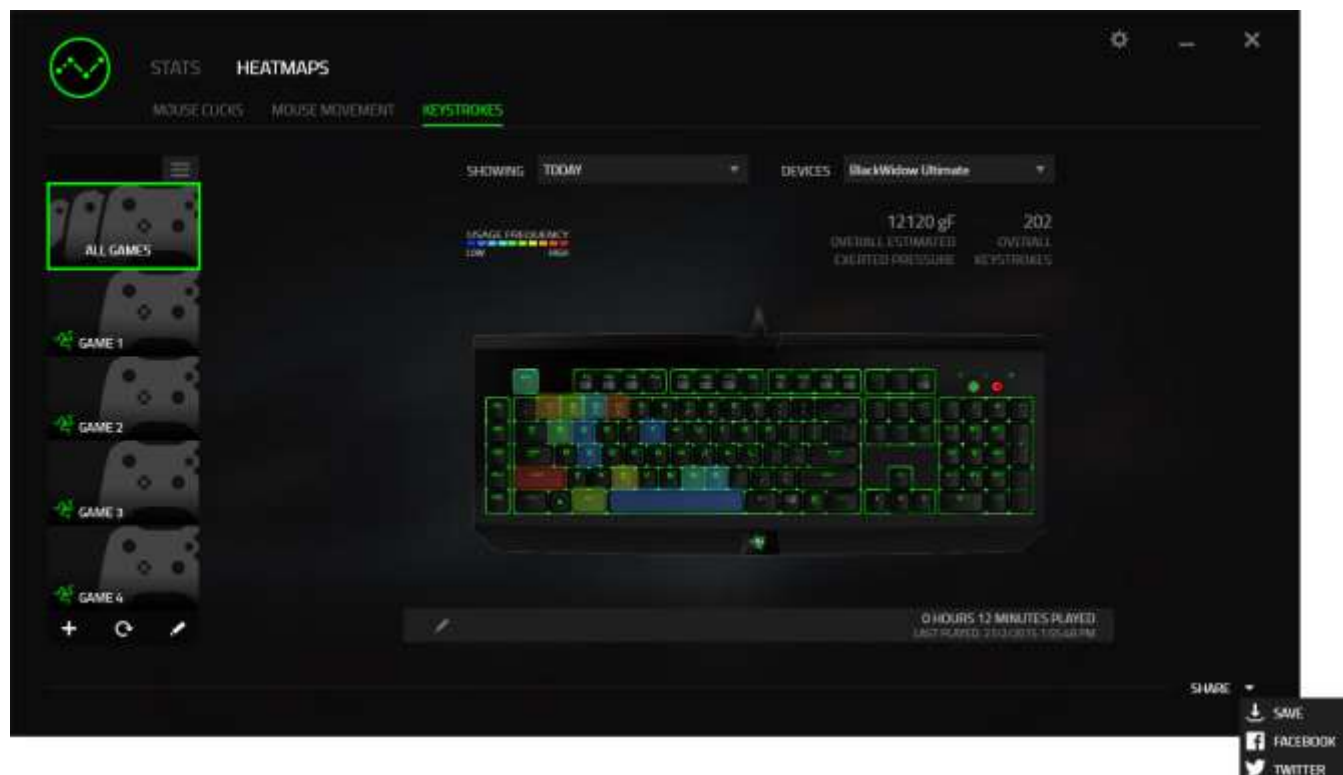 STATS HEATMAPS
MOUSE CLICKS MOUSE MOVEMENT KEYSTROKES
SHOWING TODAY DEVICES BlackWidow Ultimate
ALL GAMES
USAGE FREQUENCY
LOW HIGH
12120 gF 202
OVERALL ESTIMATED OVERALL
EXERTED PRESSURE KEYSTROKES
GAME 1
GAME 2
GAME 3
GAME 4
0 HOURS 12 MINUTES PLAYED
LAST PLAYED:
SHARE
SAVE
FACEBOOK
TWITTER